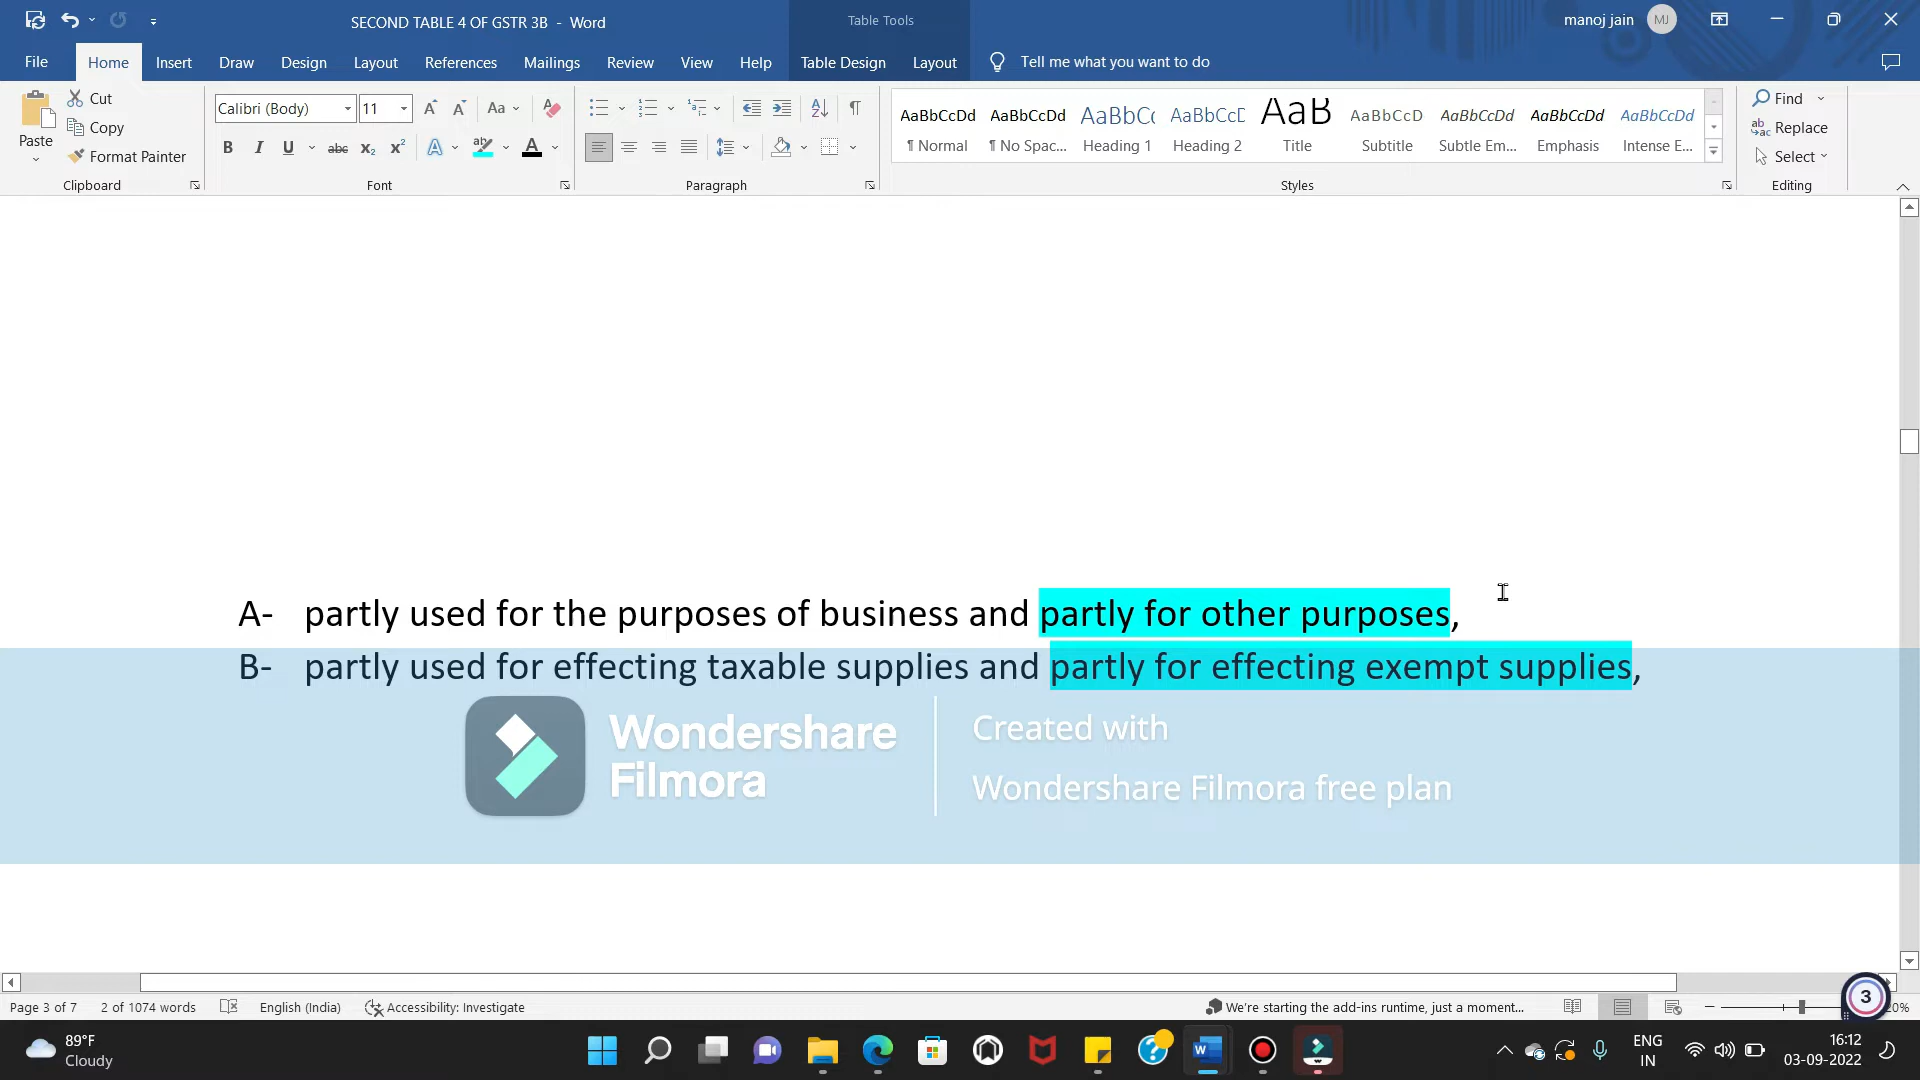 SECOND TABLE 4 OF GSTR 3B - Word
Table Tools
manoj jain
MJ
File
Home
Insert
Draw
Design
Layout
References
Mailings
Review
View
Help
Table Design
Layout
Tell me what you want to do
Paste
Cut
Copy
Format Painter
Clipboard
Calibri (Body)
11
Font
Paragraph
AaBbCcDd
¶ Normal
AaBbCcDd
¶ No Spac...
AaBbCc
Heading 1
AaBbCcD
Heading 2
AaB
Title
AaBbCcD
Subtitle
AaBbCcDd
Subtle Em...
AaBbCcDd
Emphasis
AaBbCcDd
Intense E...
Styles
Find
Replace
Select
Editing
A- partly used for the purposes of business and partly for other purposes,
B- partly used for effecting taxable supplies and partly for effecting exempt supplies,
Wondershare
Filmora
Created with
Wondershare Filmora free plan
Page 3 of 7
2 of 1074 words
English (India)
Accessibility: Investigate
We're starting the add-ins runtime, just a moment...
3
89°F
Cloudy
ENG
IN
16:12
03-09-2022